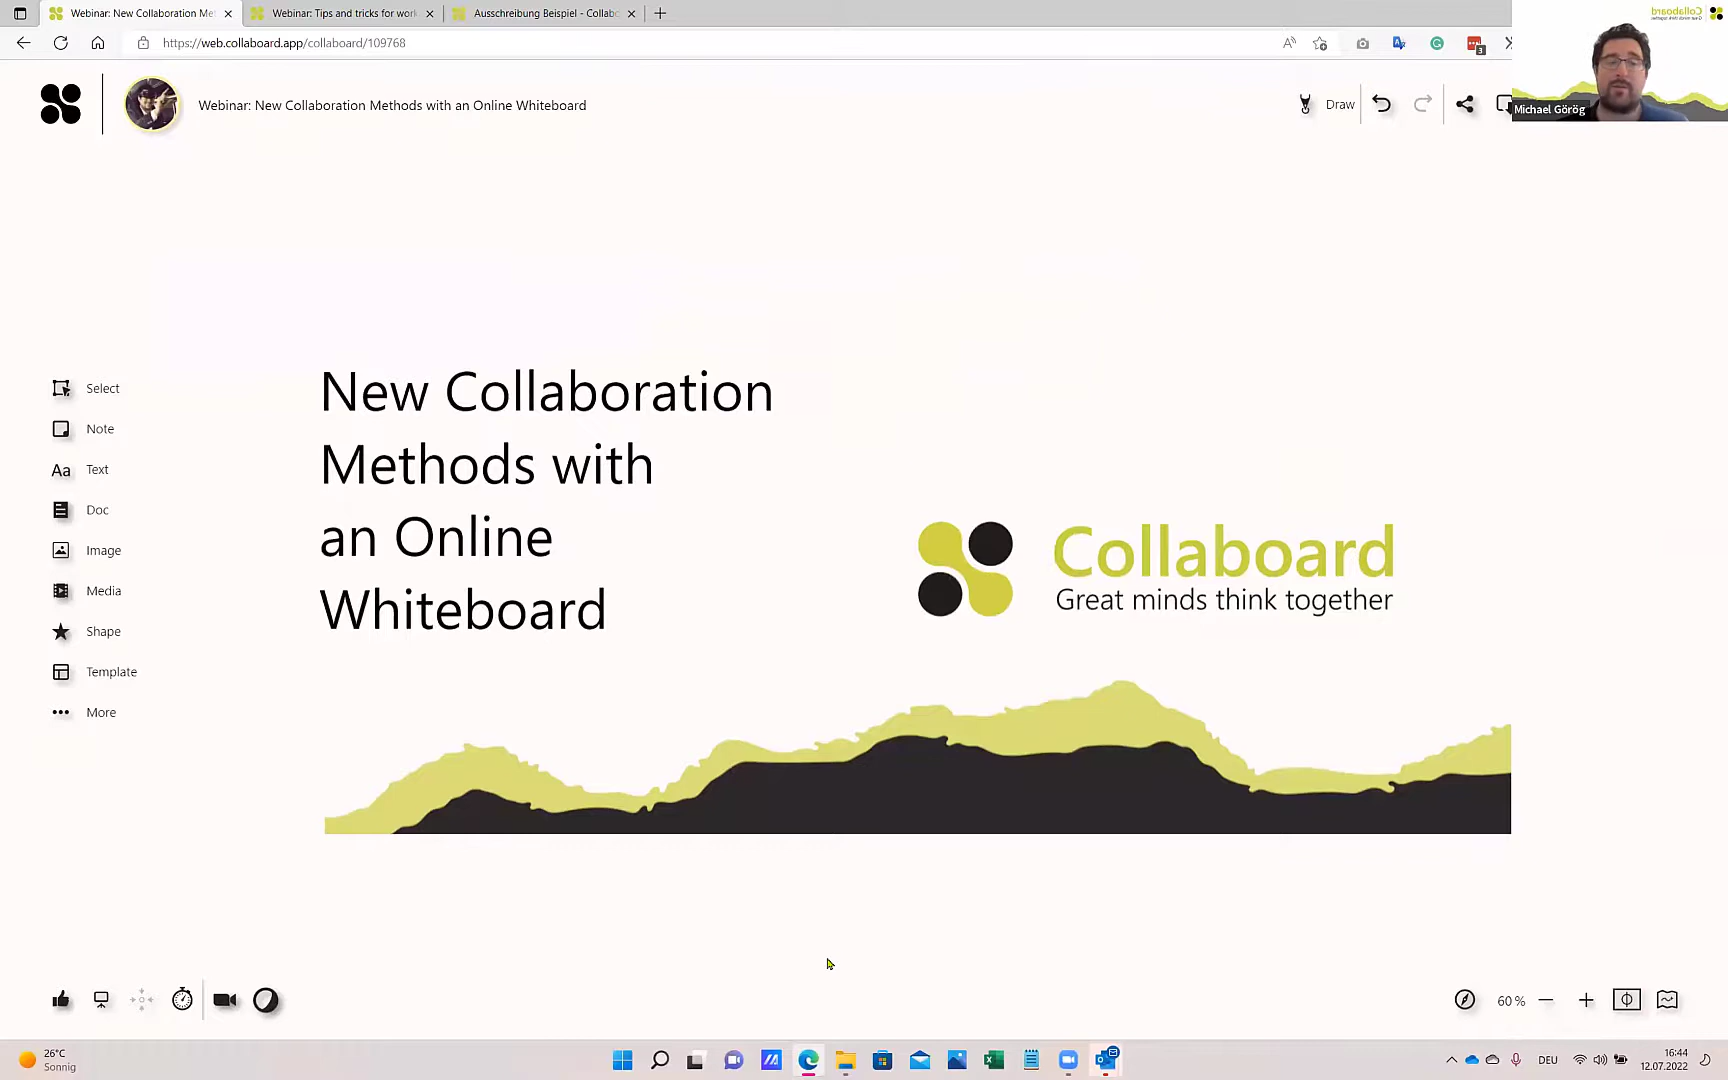 Webinar: New Collaboration Me
Webinar: Tips and tricks for wor
Ausschreibung Beispiel - Collab
https://web.collaboard.app/collaboard/109768
Collaboard
Webinar: New Collaboration Methods with an Online Whiteboard
Draw
Michael Görög
New Collaboration
Methods with
an Online
Whiteboard
Collaboard
Great minds think together
Select
Note
Aa Text
Doc
Image
Media
Shape
Template
More
60 %
26°C
Sonnig
DEU
16:44
12.07.2022